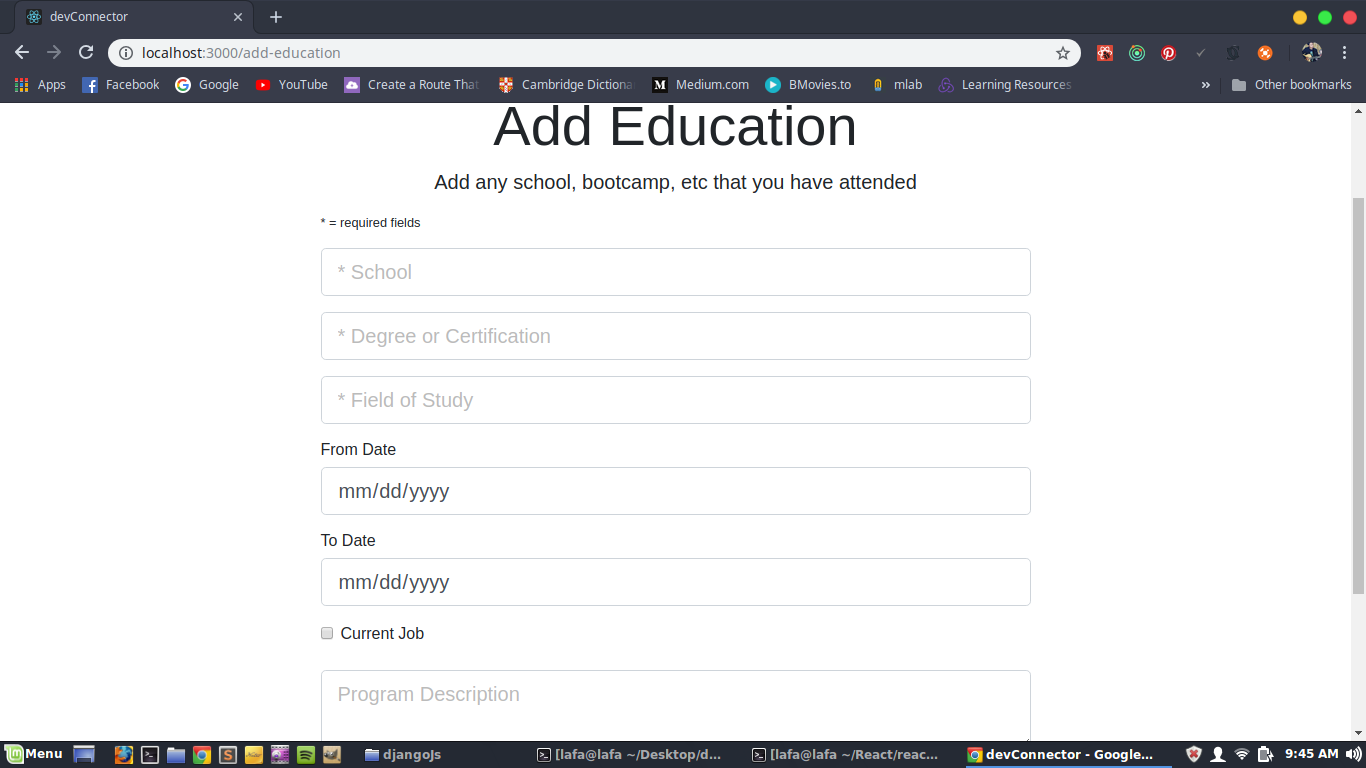 devConnector
localhost:3000/add-education
Apps Facebook Google YouTube Create a Route That Cambridge Dictiona Medium.com BMovies.to mlab Learning Resources » Other bookmarks
Add Education
Add any school, bootcamp, etc that you have attended
* = required fields
* School
* Degree or Certification
* Field of Study
From Date
mm/dd/yyyy
To Date
mm/dd/yyyy
Current Job
Program Description
Menu djangoJs [lafa@lafa ~/Desktop/d... [lafa@lafa ~/React/reac... devConnector - Google... 9:45 AM